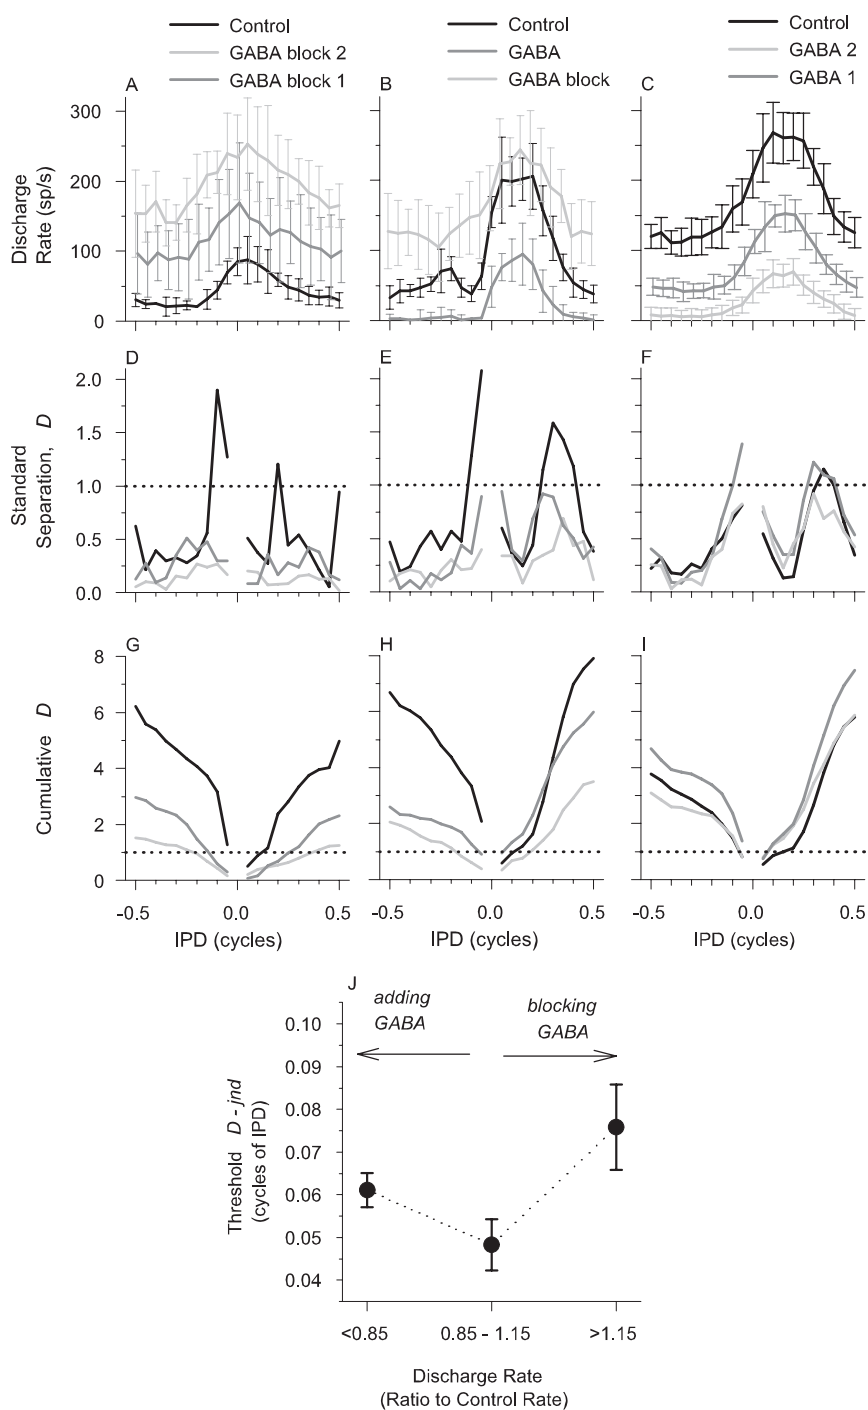 Control
GABA block 2
GABA block 1
Control
GABA
GABA block
Control
GABA 2
GABA 1
A
B
C
300
200
100
0
Discharge
Rate (sp/s)
D
E
F
2.0
1.5
1.0
0.5
0.0
Standard
Separation, D
G
H
I
8
6
4
2
0
Cumulative D
-0.5 0.0 0.5
IPD (cycles)
-0.5 0.0 0.5
IPD (cycles)
-0.5 0.0 0.5
IPD (cycles)
J
adding
GABA
blocking
GABA
0.10
0.09
0.08
0.07
0.06
0.05
0.04
Threshold D - jnd
(cycles of IPD)
<0.85 0.85 - 1.15 >1.15
Discharge Rate
(Ratio to Control Rate)